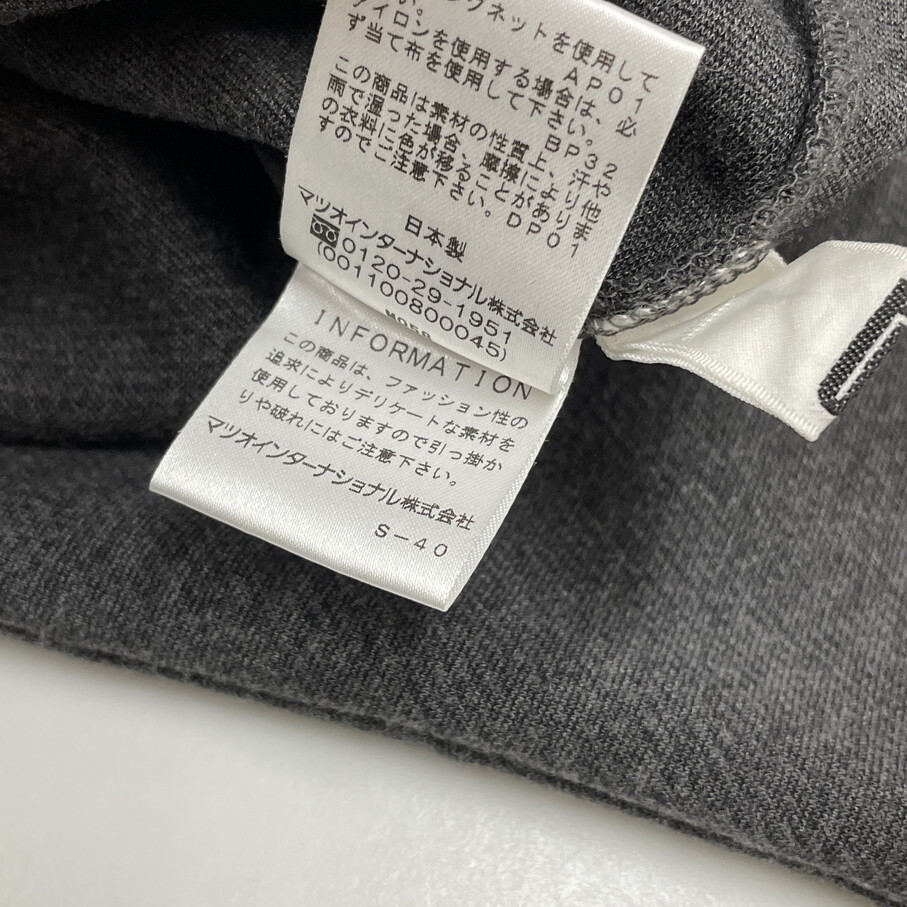 ングネットを使用して
い。 AP01
アイロンを使用する場合は、必
ず当て布を使用して下さい。
BP32
この商品は素材の性質上、汗や
雨で湿った場合、摩擦により他
の衣料に色が移ることがありま
すのでご注意下さい。 DP01
日本製
マツオインターナショナル株式会社
0120-29-1951
(001100800045)
INFORMATION
この商品は、ファッション性の
追求によりデリケートな素材を
使用しておりますので引っ掛か
りや破れにはご注意下さい。
マツオインターナショナル株式会社
S-40